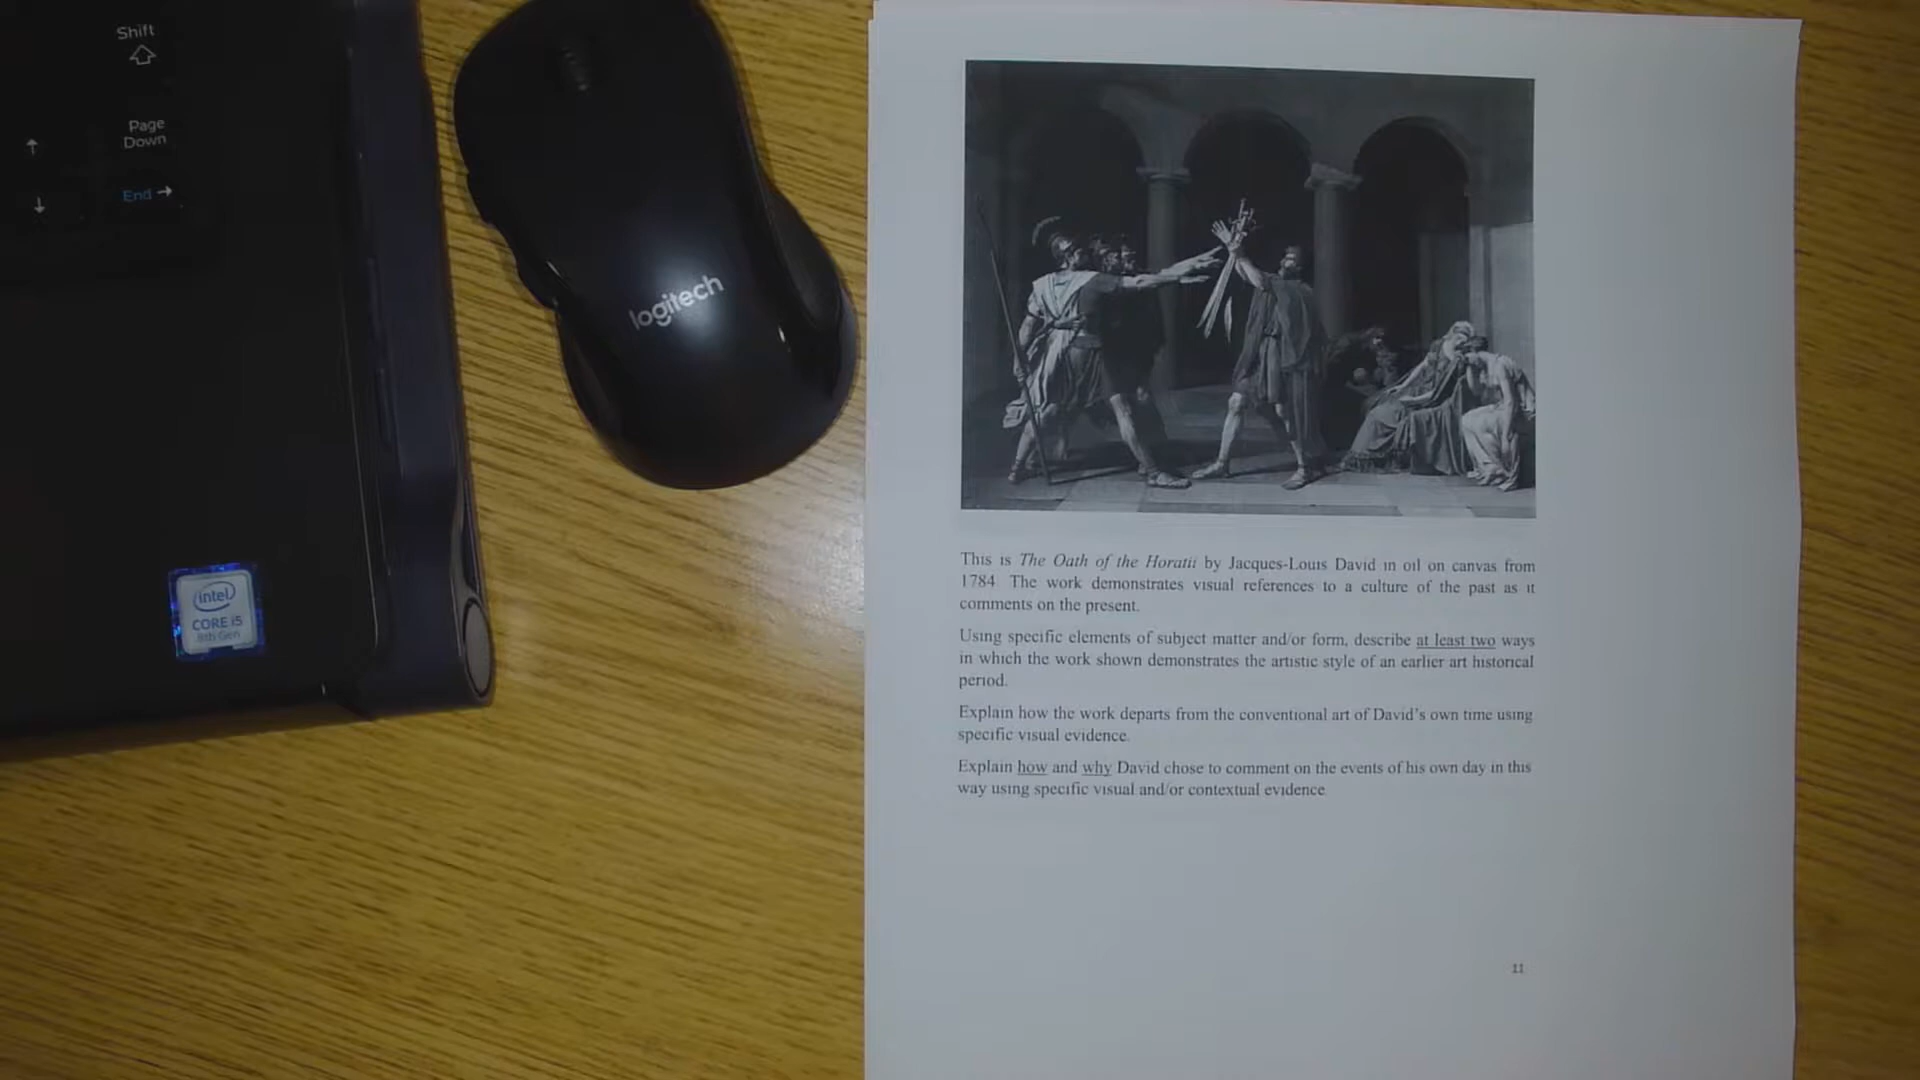 Shift
Page
Down
End
logitech
intel
CORE i5
8th Gen
This is The Oath of the Horatii by Jacques-Louis David in oil on canvas from
1784. The work demonstrates visual references to a culture of the past as it
comments on the present.
Using specific elements of subject matter and/or form, describe at least two ways
in which the work shown demonstrates the artistic style of an earlier art historical
period.
Explain how the work departs from the conventional art of David's own time using
specific visual evidence.
Explain how and why David chose to comment on the events of his own day in this
way using specific visual and/or contextual evidence
11